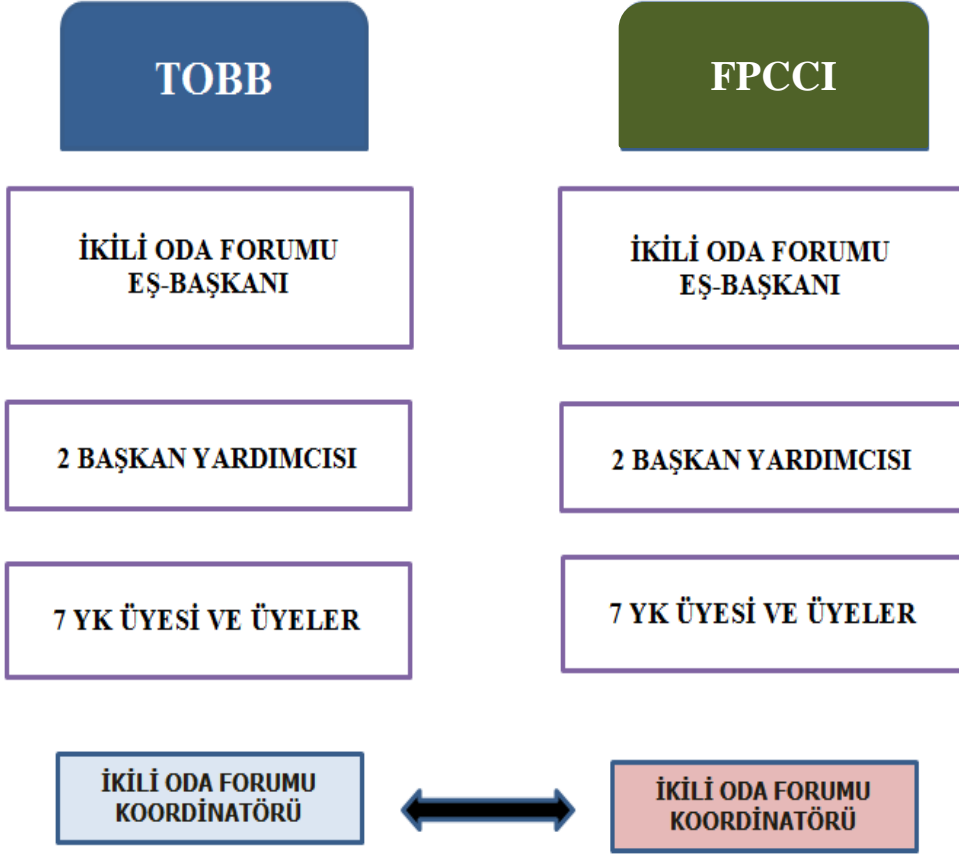 TOBB
FPCCI
İKİLİ ODA FORUMU
EŞ-BAŞKANI
İKİLİ ODA FORUMU
EŞ-BAŞKANI
2 BAŞKAN YARDIMCISI
2 BAŞKAN YARDIMCISI
7 YK ÜYESİ VE ÜYELER
7 YK ÜYESİ VE ÜYELER
İKİLİ ODA FORUMU
KOORDİNATÖRÜ
İKİLİ ODA FORUMU
KOORDİNATÖRÜ